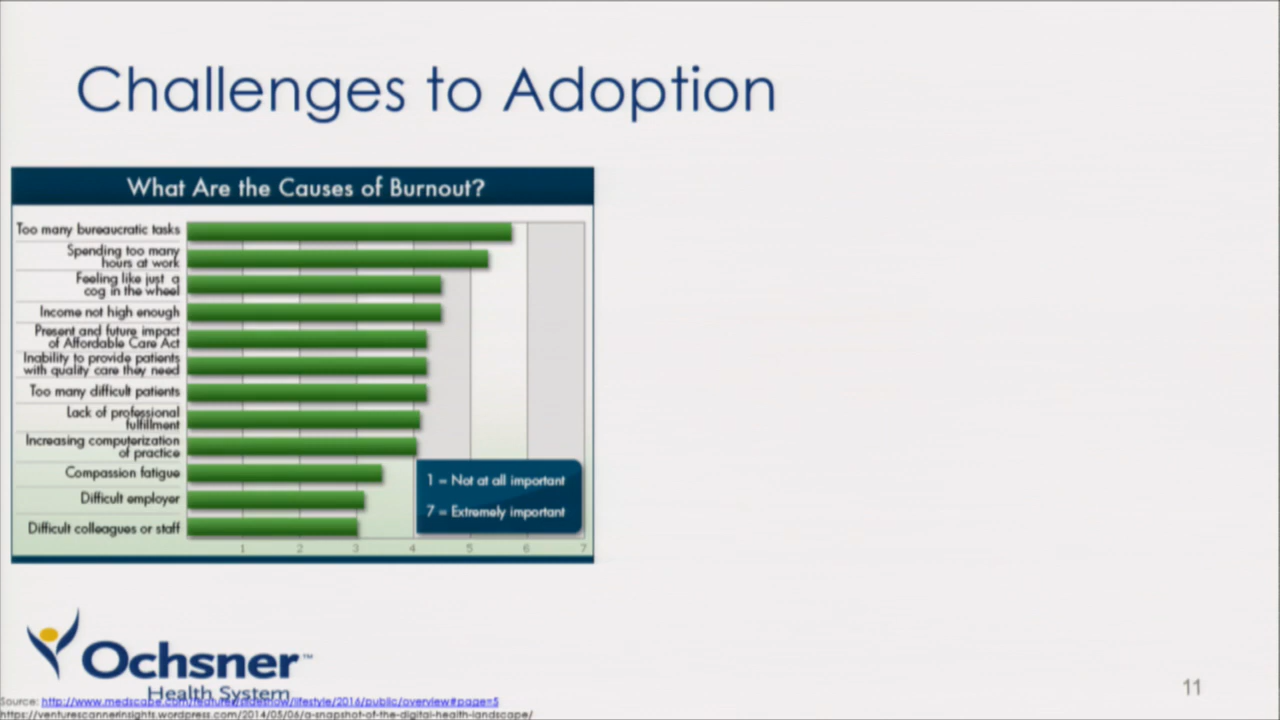 Challenges to Adoption
What Are the Causes of Burnout?
Too many bureaucratic tasks
Spending too many
hours at work
Feeling like just a
cog in the wheel
Income not high enough
Present and future impact
of Affordable Care Act
Inability to provide patients
with quality care they need
Too many difficult patients
Lack of professional
fulfillment
Increasing computerization
of practice
Compassion fatigue
Difficult employer
Difficult colleagues or staff
1 = Not at all important
7 = Extremely important
1 2 3 4 5 6 7
Ochsner™
Health System
11
Source: http://www.medscape.com/features/slideshow/lifestyle/2016/public/overview#page=5
https://venturescannerinsights.wordpress.com/2014/05/06/a-snapshot-of-the-digital-health-landscape/